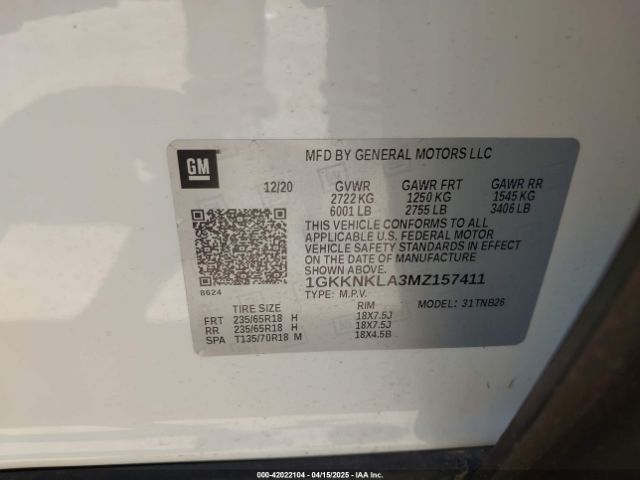 GM
MFD BY GENERAL MOTORS LLC
12/20 GVWR GAWR FRT GAWR RR
2722 KG 1250 KG 1545 KG
6001 LB 2755 LB 3406 LB
THIS VEHICLE CONFORMS TO ALL
APPLICABLE U.S. FEDERAL MOTOR
VEHICLE SAFETY STANDARDS IN EFFECT
ON THE DATE OF MANUFACTURE
SHOWN ABOVE.
1GKKNKLA3MZ157411
8624
TYPE: M.P.V. MODEL: 31TNB26
TIRE SIZE RIM
FRT 235/65R18 H 18X7.5J
RR 235/65R18 H 18X7.5J
SPA T135/70R18 M 18X4.5B
000-42022104 - 04/15/2025 - IAA Inc.